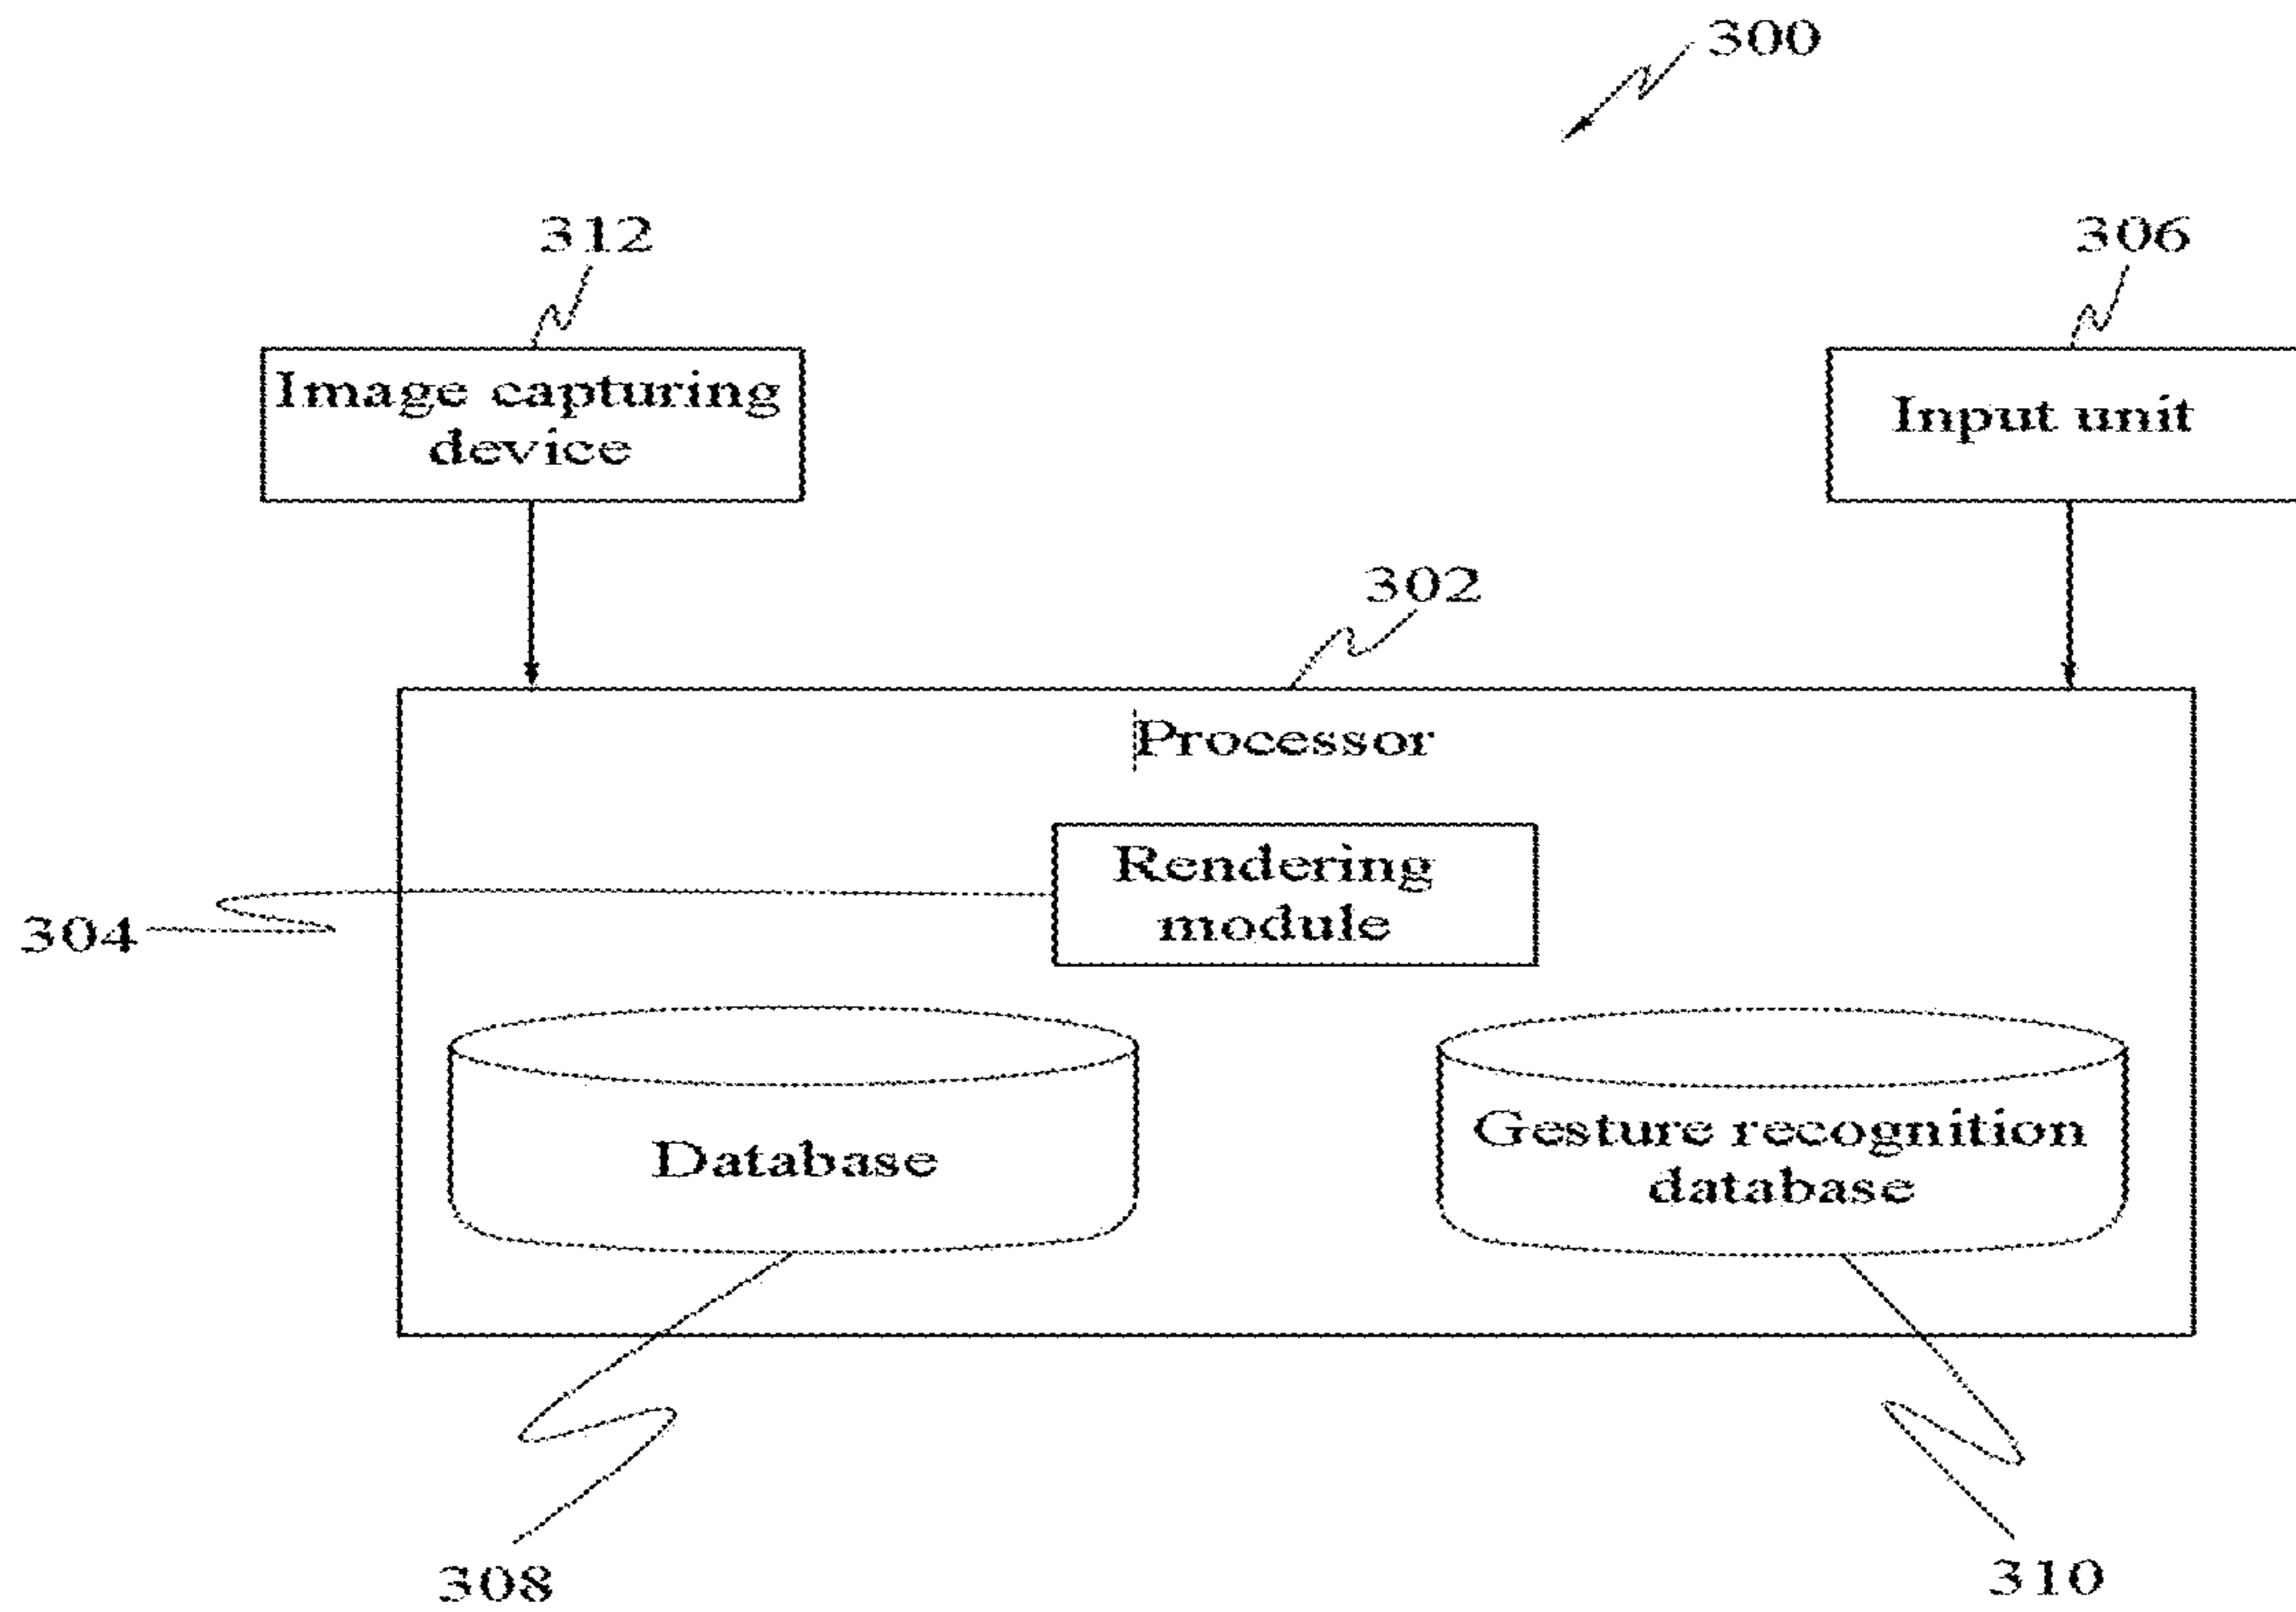 300
312
306
Image capturing
device
Input unit
302
Processor
Rendering
module
304
Database
Gesture recognition
database
308
310